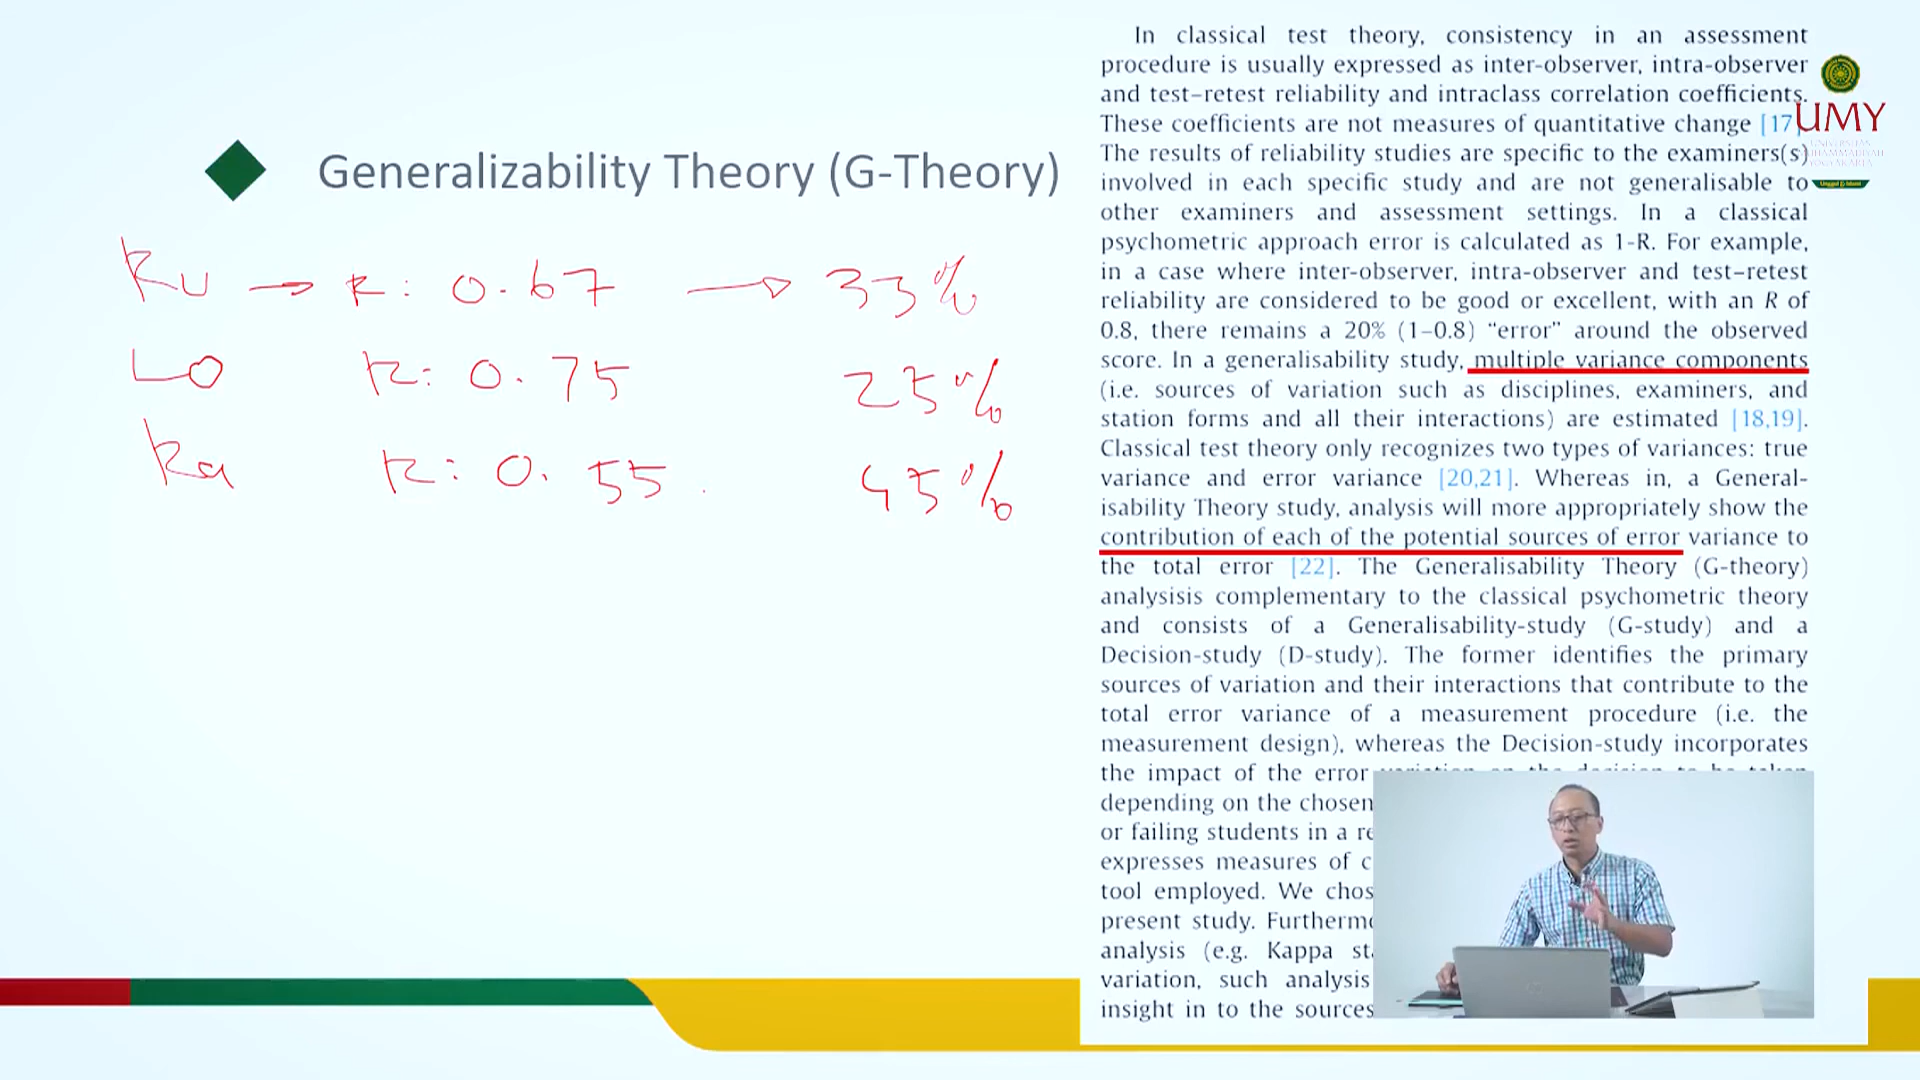 Generalizability Theory (G-Theory)
Ru → R: 0.67 → 33%
Lo R: 0.75 25%
Ra R: 0.55 45%
In classical test theory, consistency in an assessment
procedure is usually expressed as inter-observer, intra-observer
and test–retest reliability and intraclass correlation coefficients.
These coefficients are not measures of quantitative change [17
The results of reliability studies are specific to the examiners(s)
involved in each specific study and are not generalisable to
other examiners and assessment settings. In a classical
psychometric approach error is calculated as 1-R. For example,
in a case where inter-observer, intra-observer and test–retest
reliability are considered to be good or excellent, with an R of
0.8, there remains a 20% (1–0.8) “error” around the observed
score. In a generalisability study, multiple variance components
(i.e. sources of variation such as disciplines, examiners, and
station forms and all their interactions) are estimated [18,19].
Classical test theory only recognizes two types of variances: true
variance and error variance [20,21]. Whereas in, a General-
isability Theory study, analysis will more appropriately show the
contribution of each of the potential sources of error variance to
the total error [22]. The Generalisability Theory (G-theory)
analysisis complementary to the classical psychometric theory
and consists of a Generalisability-study (G-study) and a
Decision-study (D-study). The former identifies the primary
sources of variation and their interactions that contribute to the
total error variance of a measurement procedure (i.e. the
measurement design), whereas the Decision-study incorporates
the impact of the error variation on the decision to be taken
depending on the chosen
or failing students in a re
expresses measures of c
tool employed. We chos
present study. Furthermo
analysis (e.g. Kappa sta
variation, such analysis
insight in to the sources
UMY